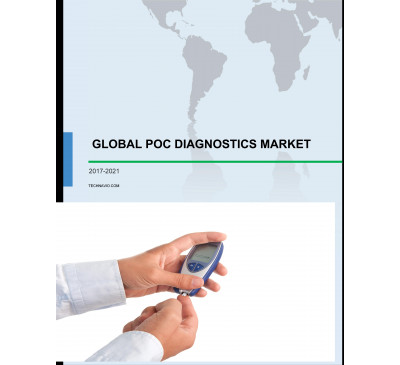 GLOBAL POC DIAGNOSTICS MARKET
2017-2021
TECHNAVIO.COM